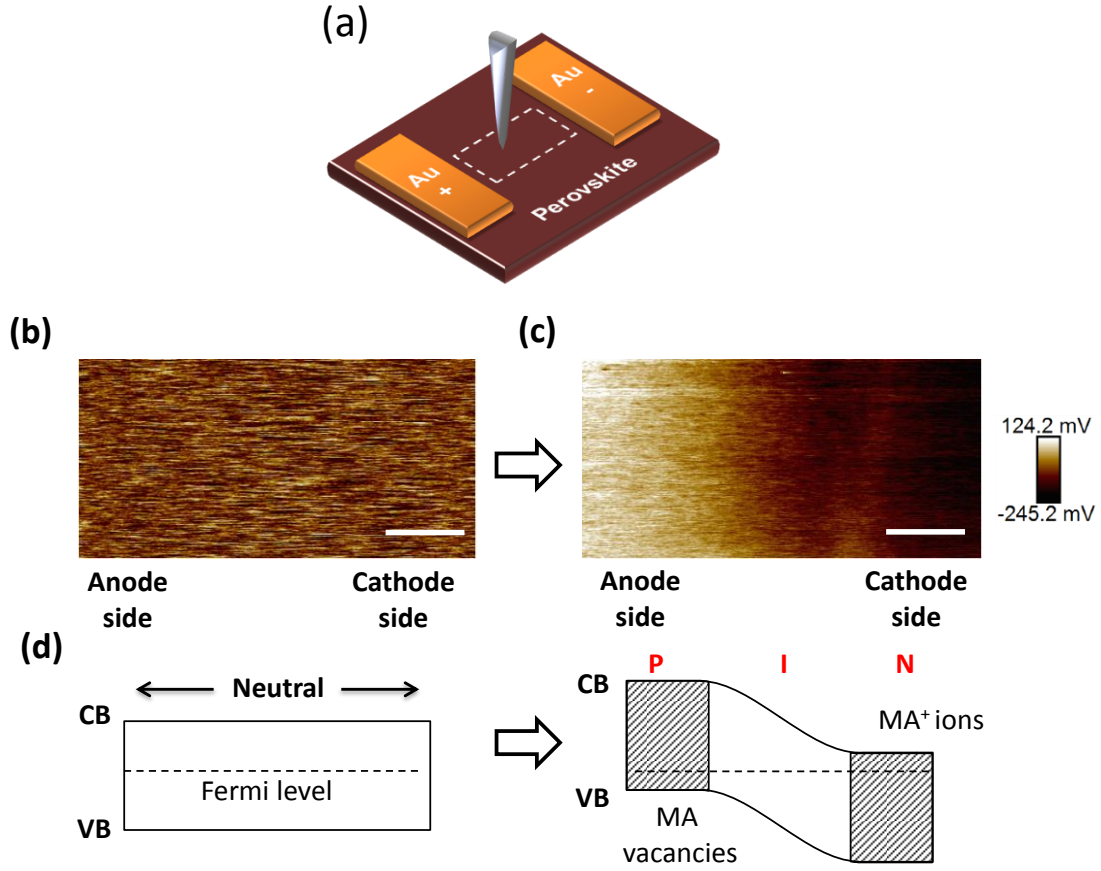 (a)
Au
-
Au
+
Perovskite
(b)
(c)
124.2 mV
-245.2 mV
Anode
side
Cathode
side
Anode
side
Cathode
side
(d)
Neutral
CB
Fermi level
VB
P
I
N
CB
MA⁺ ions
VB
MA
vacancies